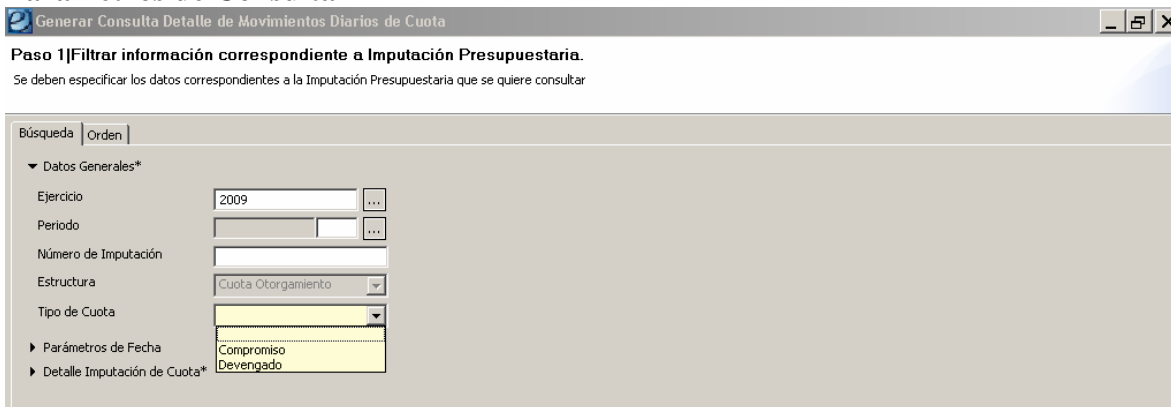 Generar Consulta Detalle de Movimientos Diarios de Cuota
Paso 1|Filtrar información correspondiente a Imputación Presupuestaria.
Se deben especificar los datos correspondientes a la Imputación Presupuestaria que se quiere consultar
Búsqueda Orden
Datos Generales*
Ejercicio 2009 ...
Periodo ...
Número de Imputación
Estructura Cuota Otorgamiento
Tipo de Cuota
Compromiso
Devengado
Parámetros de Fecha
Detalle Imputación de Cuota*